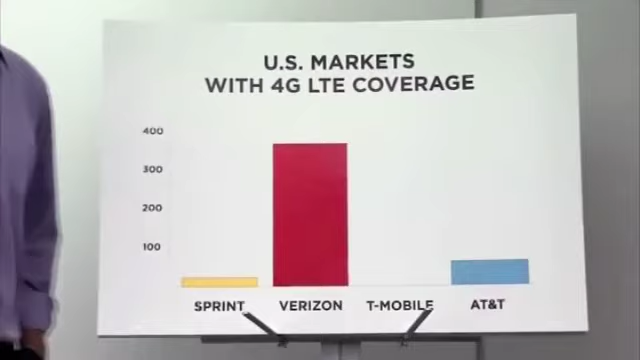 U.S. MARKETS
WITH 4G LTE COVERAGE
400
300
200
100
SPRINT VERIZON T-MOBILE AT&T